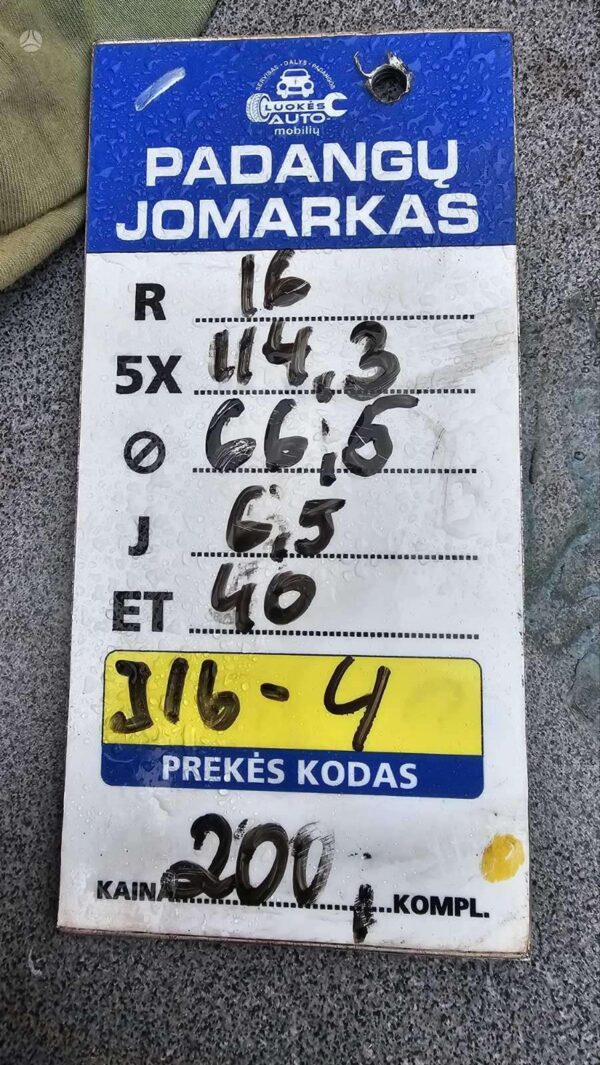 SERVISAS - DALYS - PADANGOS
LUOKĖS
AUTO
mobilių
PADANGŲ
JOMARKAS
R 16
5X 114,3
Ø 66,5
J 6,5
ET 40
J16-4
PREKĖS KODAS
KAINA 200,- KOMPL.